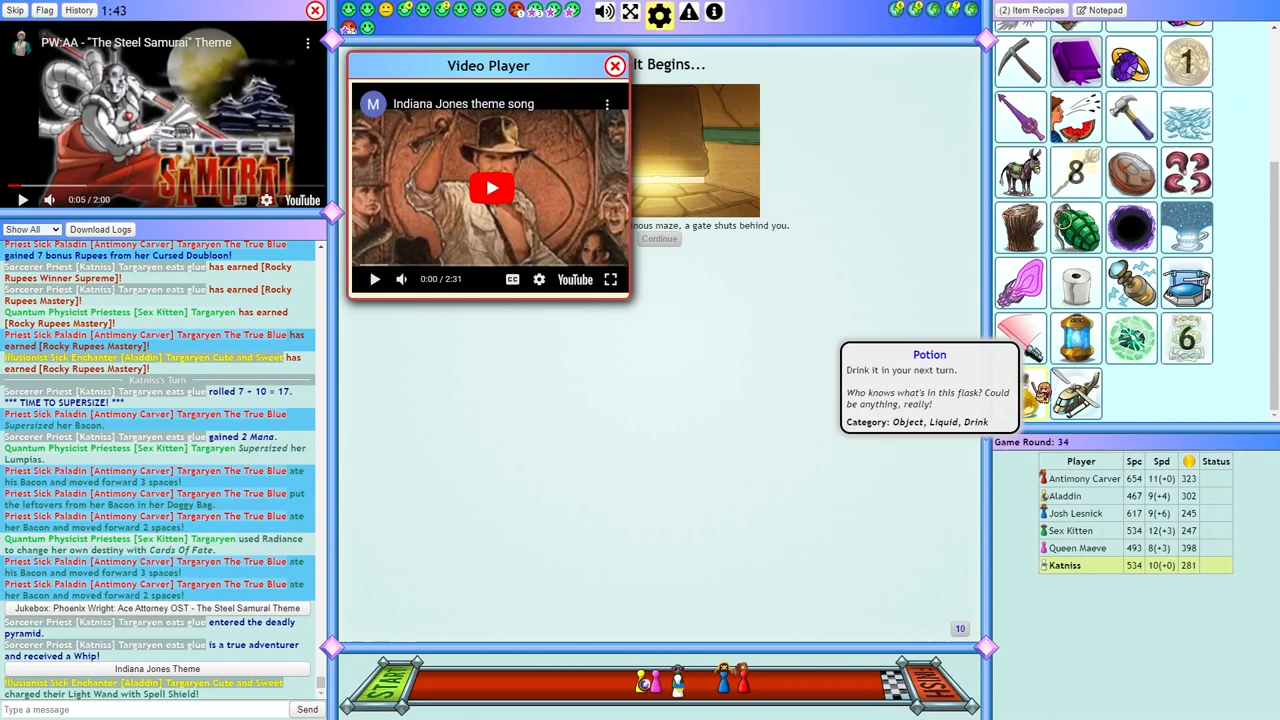 Skip
Flag
History
1:43
PW:AA - "The Steel Samurai" Theme
STEEL
SAMURAI
0:05 / 2:00
YouTube
Show All
Download Logs
Priest Sick Paladin [Antimony Carver] Targaryen The True Blue
gained 7 bonus Rupees from her Cursed Doubloon!
Sorcerer Priest [Katniss] Targaryen eats glue has earned [Rocky
Rupees Winner Supreme]!
Sorcerer Priest [Katniss] Targaryen eats glue has earned [Rocky
Rupees Mastery]!
Quantum Physicist Priestess [Sex Kitten] Targaryen has earned
[Rocky Rupees Mastery]!
Priest Sick Paladin [Antimony Carver] Targaryen The True Blue has
earned [Rocky Rupees Mastery]!
Illusionist Sick Enchanter [Aladdin] Targaryen Cute and Sweet has
earned [Rocky Rupees Mastery]!
Katniss's Turn
Sorcerer Priest [Katniss] Targaryen eats glue rolled 7 + 10 = 17.
*** TIME TO SUPERSIZE! ***
Priest Sick Paladin [Antimony Carver] Targaryen The True Blue
Supersized her Bacon.
Sorcerer Priest [Katniss] Targaryen eats glue gained 2 Mana.
Quantum Physicist Priestess [Sex Kitten] Targaryen Supersized her
Lumpias.
Priest Sick Paladin [Antimony Carver] Targaryen The True Blue ate
his Bacon and moved forward 3 spaces!
Priest Sick Paladin [Antimony Carver] Targaryen The True Blue put
the leftovers from her Bacon in her Doggy Bag.
Priest Sick Paladin [Antimony Carver] Targaryen The True Blue ate
her Bacon and moved forward 2 spaces!
Quantum Physicist Priestess [Sex Kitten] Targaryen used Radiance
to change her own destiny with Cards Of Fate.
Priest Sick Paladin [Antimony Carver] Targaryen The True Blue ate
his Bacon and moved forward 3 spaces!
Priest Sick Paladin [Antimony Carver] Targaryen The True Blue ate
her Bacon and moved forward 2 spaces!
Jukebox: Phoenix Wright: Ace Attorney OST - The Steel Samurai Theme
Sorcerer Priest [Katniss] Targaryen eats glue entered the deadly
pyramid.
Sorcerer Priest [Katniss] Targaryen eats glue is a true adventurer
and received a Whip!
Indiana Jones Theme
Illusionist Sick Enchanter [Aladdin] Targaryen Cute and Sweet
charged their Light Wand with Spell Shield!
Type a message
Send
Video Player
M
Indiana Jones theme song
0:00 / 2:31
YouTube
It Begins...
inous maze, a gate shuts behind you.
Continue
10
START
FINISH
(2) Item Recipes
Notepad
1
8
6
Potion
Drink it in your next turn.
Who knows what's in this flask? Could
be anything, really!
Category: Object, Liquid, Drink
Game Round: 34
Player Spc Spd Status
Antimony Carver 654 11(+0) 323
Aladdin 467 9(+4) 302
Josh Lesnick 617 9(+6) 245
Sex Kitten 534 12(+3) 247
Queen Maeve 493 8(+3) 398
Katniss 534 10(+0) 281